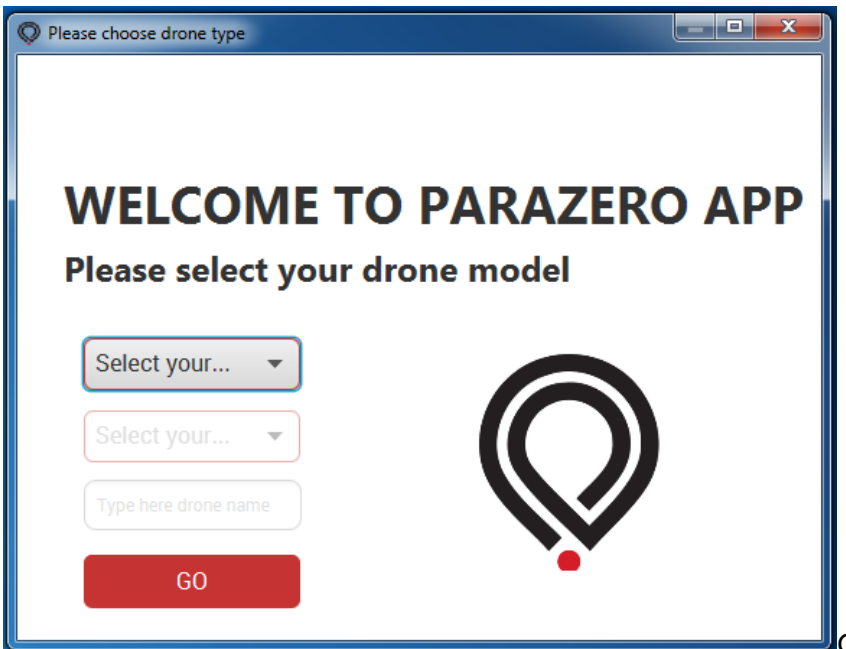 Please choose drone type
WELCOME TO PARAZERO APP
Please select your drone model
Select your...
Select your...
Type here drone name
GO